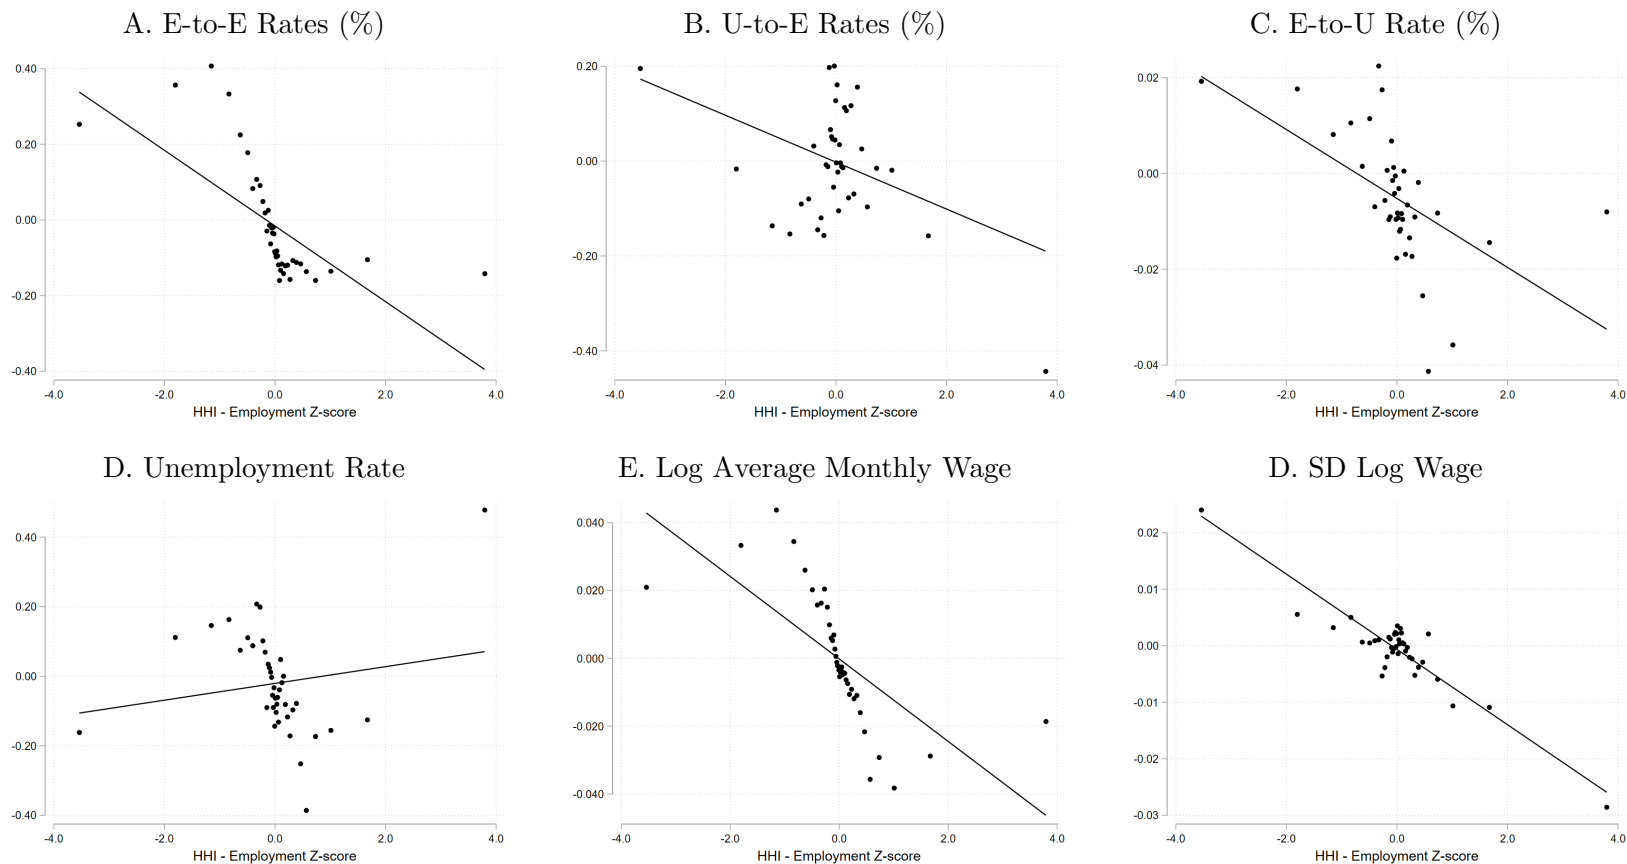 A. E-to-E Rates (%)
B. U-to-E Rates (%)
C. E-to-U Rate (%)
0.40
0.20
0.00
-0.20
-0.40
-4.0 -2.0 0.0 2.0 4.0
HHI - Employment Z-score
0.20
0.00
-0.20
-0.40
-4.0 -2.0 0.0 2.0 4.0
HHI - Employment Z-score
0.02
0.00
-0.02
-0.04
-4.0 -2.0 0.0 2.0 4.0
HHI - Employment Z-score
D. Unemployment Rate
E. Log Average Monthly Wage
D. SD Log Wage
0.40
0.20
0.00
-0.20
-0.40
-4.0 -2.0 0.0 2.0 4.0
HHI - Employment Z-score
0.040
0.020
0.000
-0.020
-0.040
-4.0 -2.0 0.0 2.0 4.0
HHI - Employment Z-score
0.02
0.01
0.00
-0.01
-0.02
-0.03
-4.0 -2.0 0.0 2.0 4.0
HHI - Employment Z-score